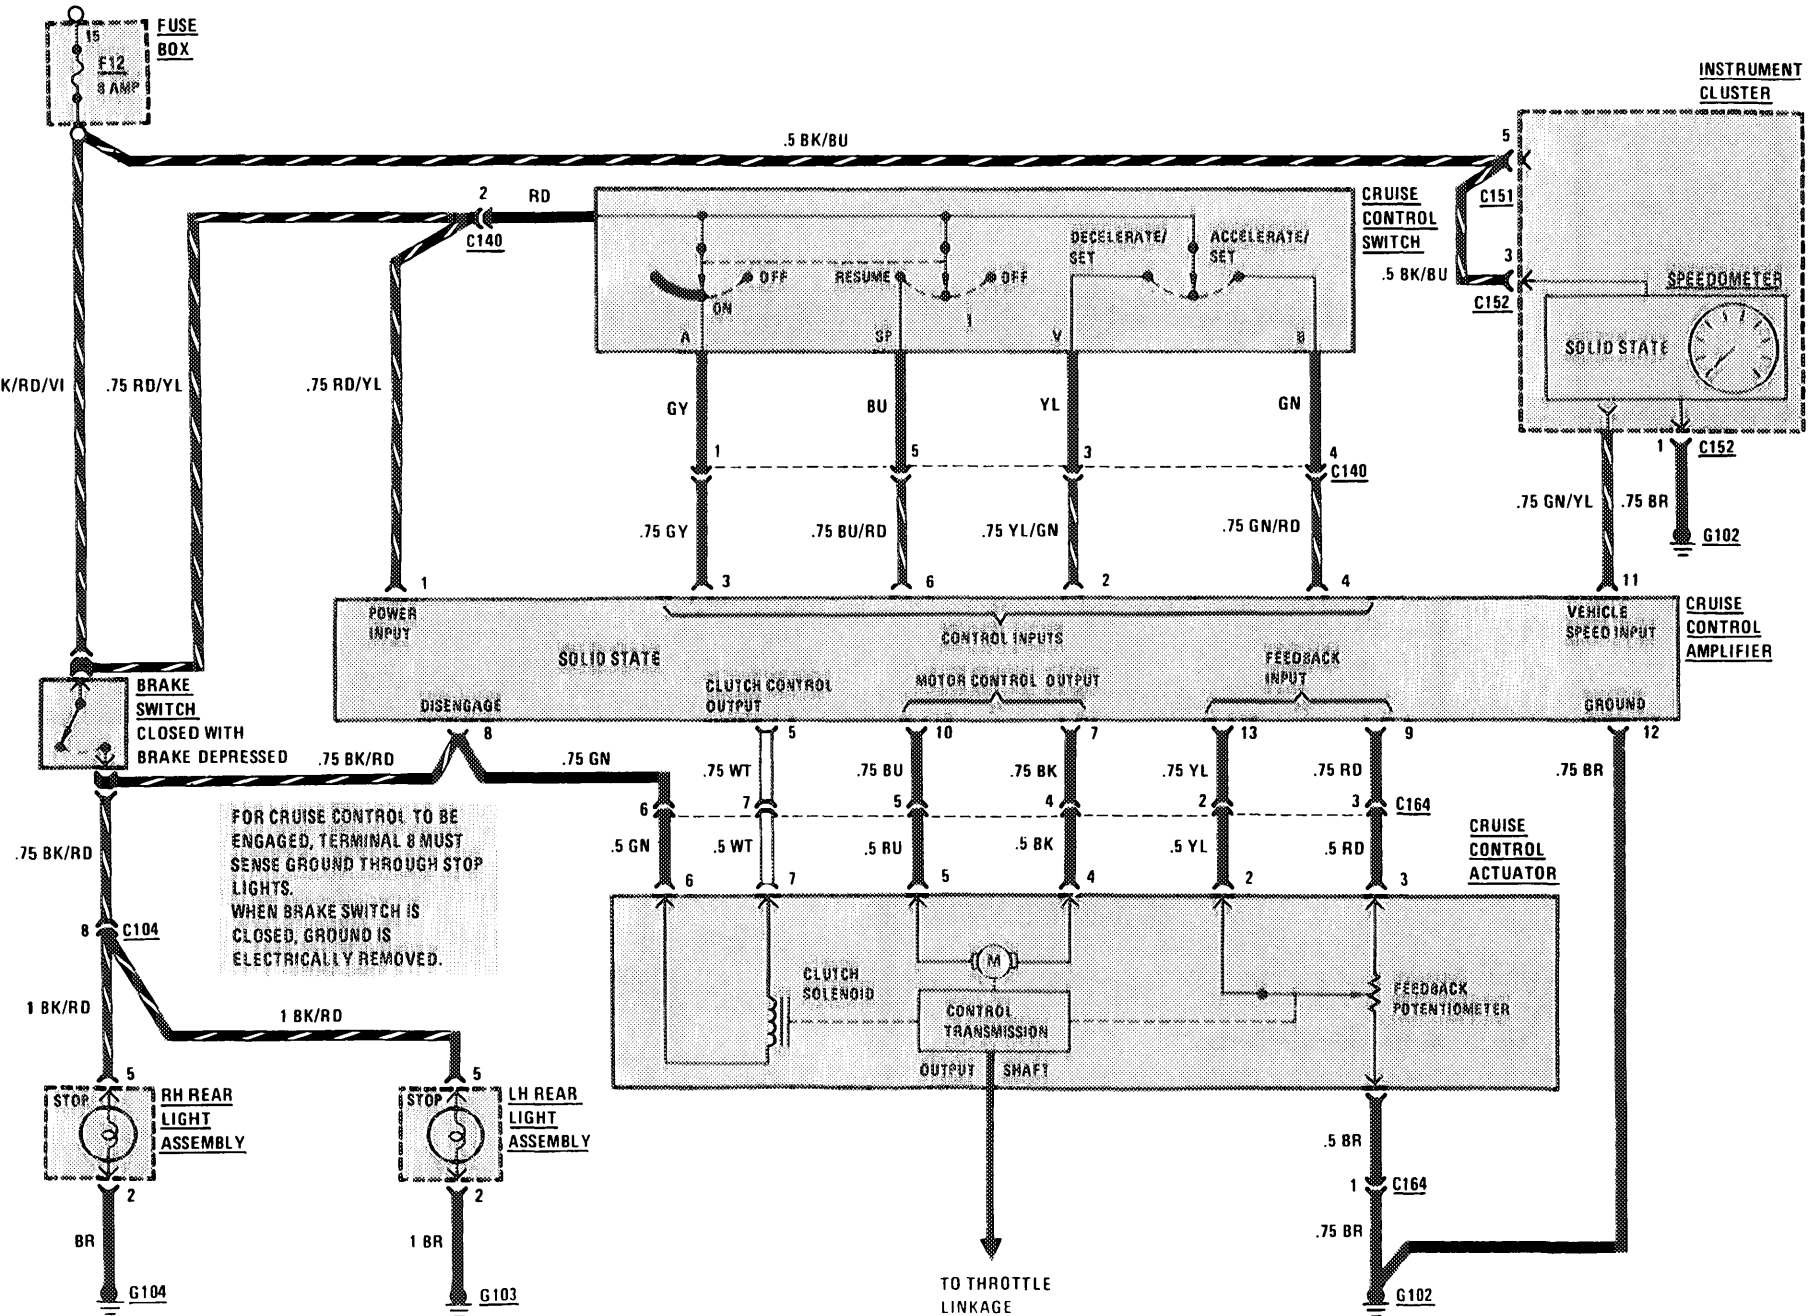 15
F12
8 AMP
FUSE
BOX
.5 BK/BU
INSTRUMENT
CLUSTER
5
C151
3
.5 BK/BU
C152
SPEEDOMETER
SOLID STATE
2
RD
C140
CRUISE
CONTROL
SWITCH
DECELERATE/
SET
ACCELERATE/
SET
OFF
RESUME
OFF
ON
A
SP
V
B
K/RD/VI
.75 RD/YL
.75 RD/YL
GY
BU
YL
GN
1
5
3
4
C140
1
C152
.75 GY
.75 BU/RD
.75 YL/GN
.75 GN/RD
.75 GN/YL
.75 BR
G102
1
3
6
2
4
11
POWER
INPUT
CONTROL INPUTS
VEHICLE
SPEED INPUT
CRUISE
CONTROL
AMPLIFIER
SOLID STATE
FEEDBACK
INPUT
CLUTCH CONTROL
OUTPUT
MOTOR CONTROL OUTPUT
DISENGAGE
GROUND
BRAKE
SWITCH
CLOSED WITH
BRAKE DEPRESSED
8
5
10
7
13
9
12
.75 BK/RD
.75 GN
.75 WT
.75 BU
.75 BK
.75 YL
.75 RD
.75 BR
6
7
5
4
2
3
C164
FOR CRUISE CONTROL TO BE
ENGAGED, TERMINAL 8 MUST
SENSE GROUND THROUGH STOP
LIGHTS.
WHEN BRAKE SWITCH IS
CLOSED, GROUND IS
ELECTRICALLY REMOVED.
.75 BK/RD
.5 GN
.5 WT
.5 BU
.5 BK
.5 YL
.5 RD
CRUISE
CONTROL
ACTUATOR
6
7
5
4
2
3
8
C104
M
CLUTCH
SOLENOID
CONTROL
TRANSMISSION
FEEDBACK
POTENTIOMETER
OUTPUT SHAFT
1 BK/RD
1 BK/RD
5
5
STOP
RH REAR
LIGHT
ASSEMBLY
STOP
LH REAR
LIGHT
ASSEMBLY
2
2
BR
1 BR
G104
G103
.5 BR
1
C164
.75 BR
G102
TO THROTTLE
LINKAGE